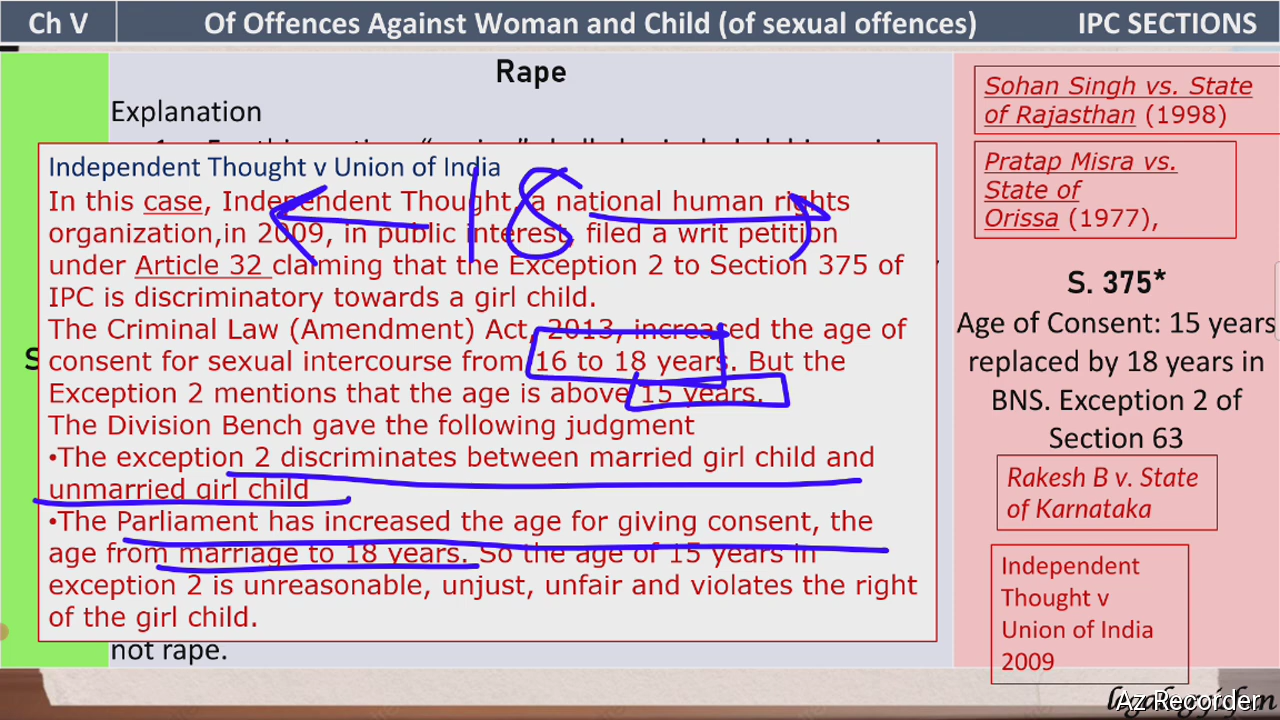 Ch V
Of Offences Against Woman and Child (of sexual offences)
IPC SECTIONS
Rape
Explanation
Independent Thought v Union of India
In this case, Independent Thought, a national human rights
organization,in 2009, in public interest, filed a writ petition
under Article 32 claiming that the Exception 2 to Section 375 of
IPC is discriminatory towards a girl child.
The Criminal Law (Amendment) Act, 2013, increased the age of
consent for sexual intercourse from 16 to 18 years. But the
Exception 2 mentions that the age is above 15 years.
The Division Bench gave the following judgment
•The exception 2 discriminates between married girl child and
unmarried girl child
•The Parliament has increased the age for giving consent, the
age from marriage to 18 years. So the age of 15 years in
exception 2 is unreasonable, unjust, unfair and violates the right
of the girl child.
not rape.
18
Sohan Singh vs. State
of Rajasthan (1998)
Pratap Misra vs.
State of
Orissa (1977),
S. 375*
Age of Consent: 15 years
replaced by 18 years in
BNS. Exception 2 of
Section 63
Rakesh B v. State
of Karnataka
Independent
Thought v
Union of India
2009
Az Recorder